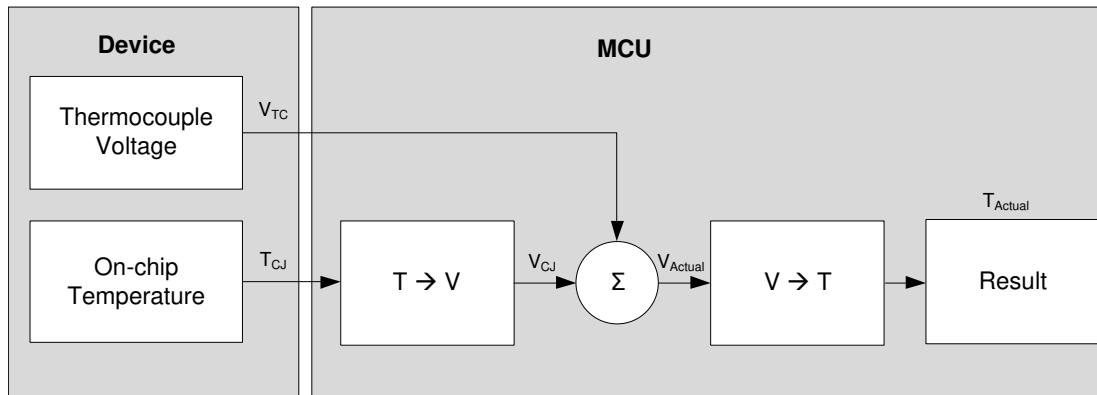 Device
MCU
Thermocouple
Voltage
V_TC
On-chip
Temperature
T_CJ
T → V
V_CJ
Σ
V_Actual
V → T
T_Actual
Result